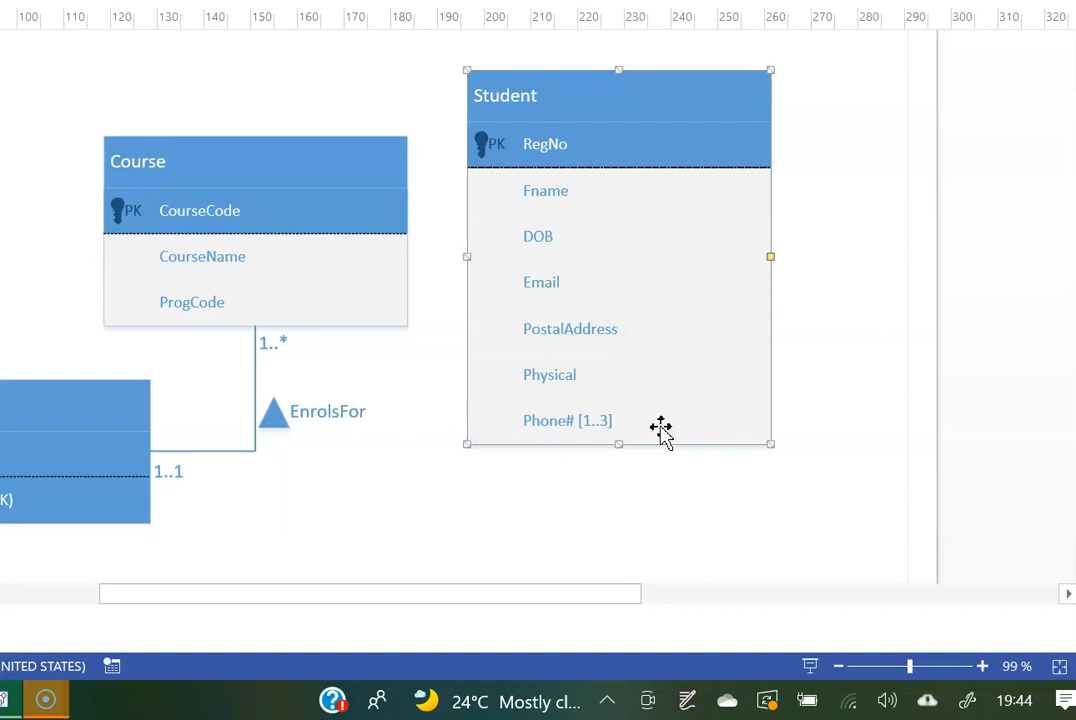 100 110 120 130 140 150 160 170 180 190 200 210 220 230 240 250 260 270 280 290 300 310 320
Student
PK RegNo
Fname
DOB
Email
PostalAddress
Physical
Phone# [1..3]
Course
PK CourseCode
CourseName
ProgCode
1..*
EnrolsFor
1..1
K)
NITED STATES)
99 %
24°C Mostly cl...
19:44